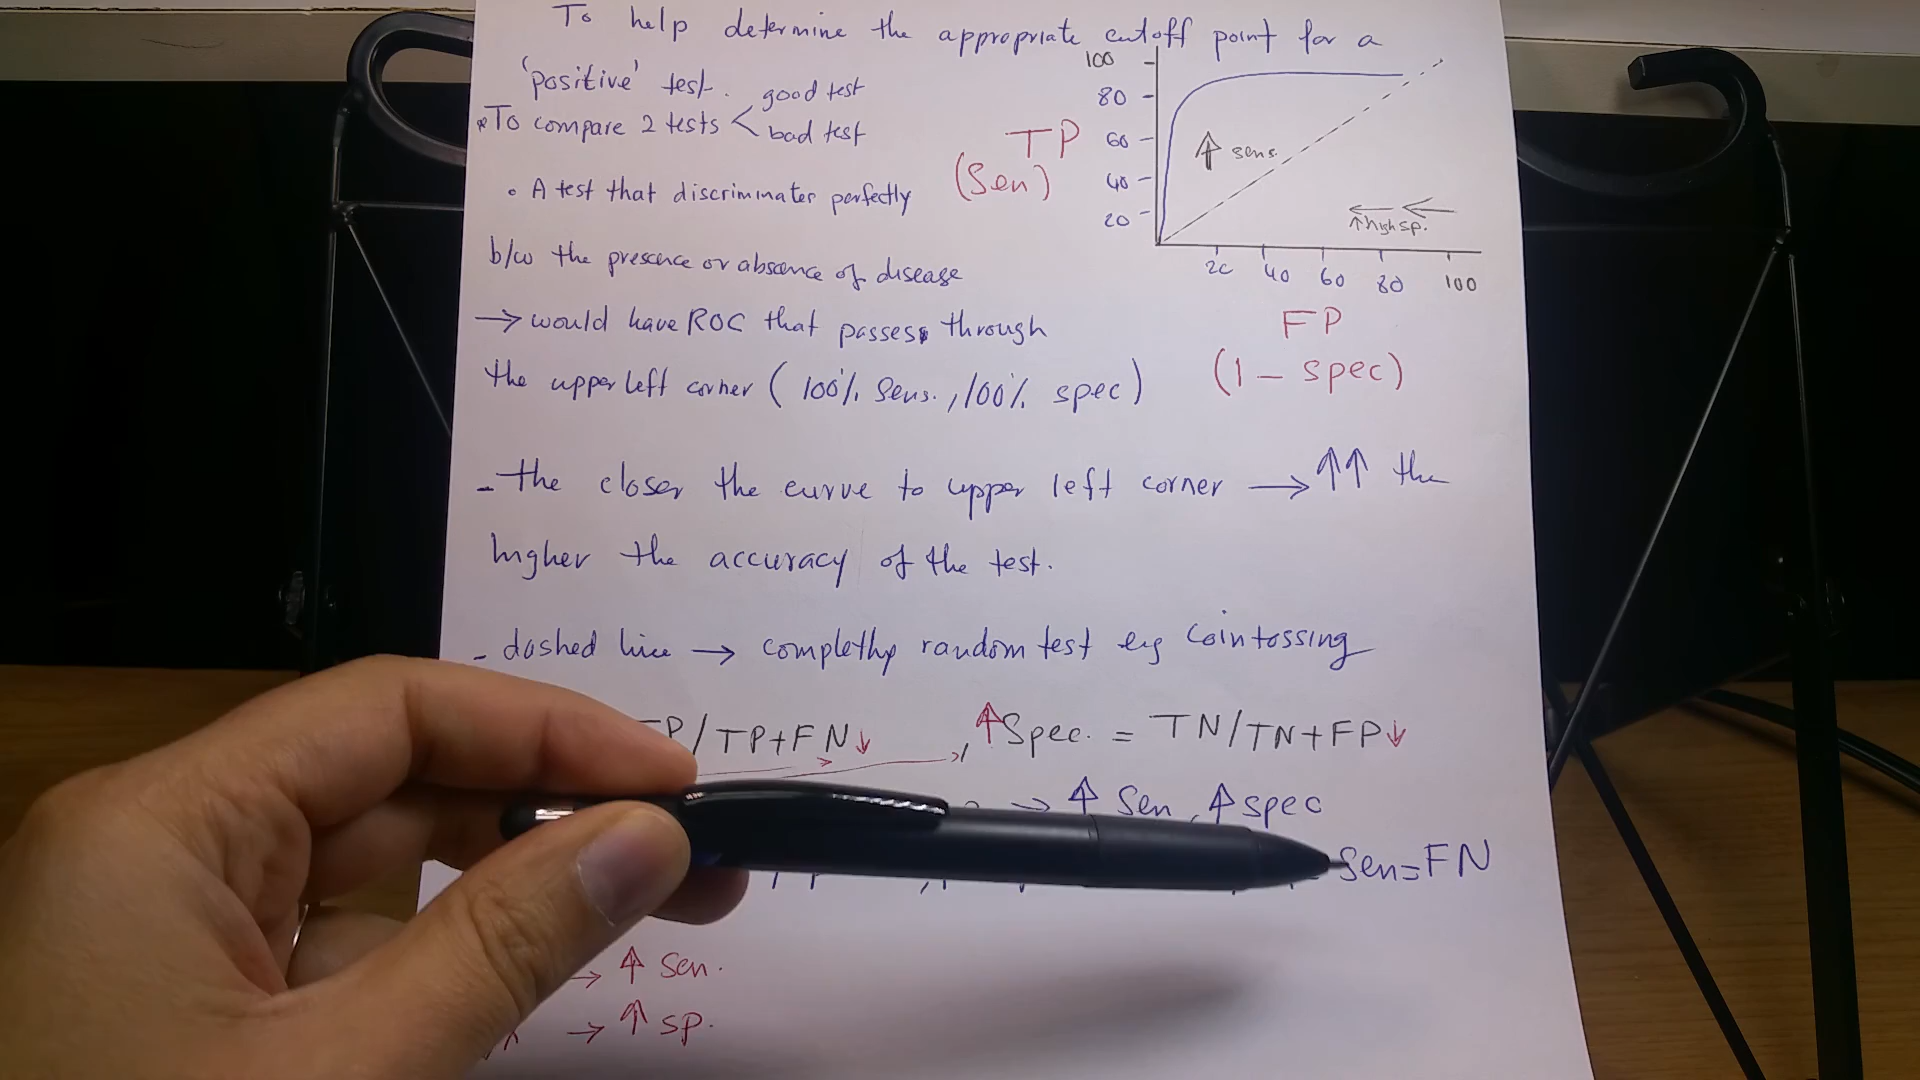 To help determine the appropriate cutoff point for a
'positive' test.
*To compare 2 tests < good test
bad test
• A test that discriminates perfectly
b/w the presence or absence of disease
→ would have ROC that passes through
the upper left corner (100% sens., 100% spec)
- the closer the curve to upper left corner → ↑↑ the
higher the accuracy of the test.
- dashed line → completly random test eg Coin tossing
TP/TP+FN↓, ↑Spec. = TN/TN+FP↓
→ ↑ Sen, ↑ spec
Sen=FN
→ ↑ Sen.
→ ↑ sp.
TP
(Sen)
100
80
60
40
20
↑ sens.
↑high sp.
20 40 60 80 100
FP
(1 - spec)